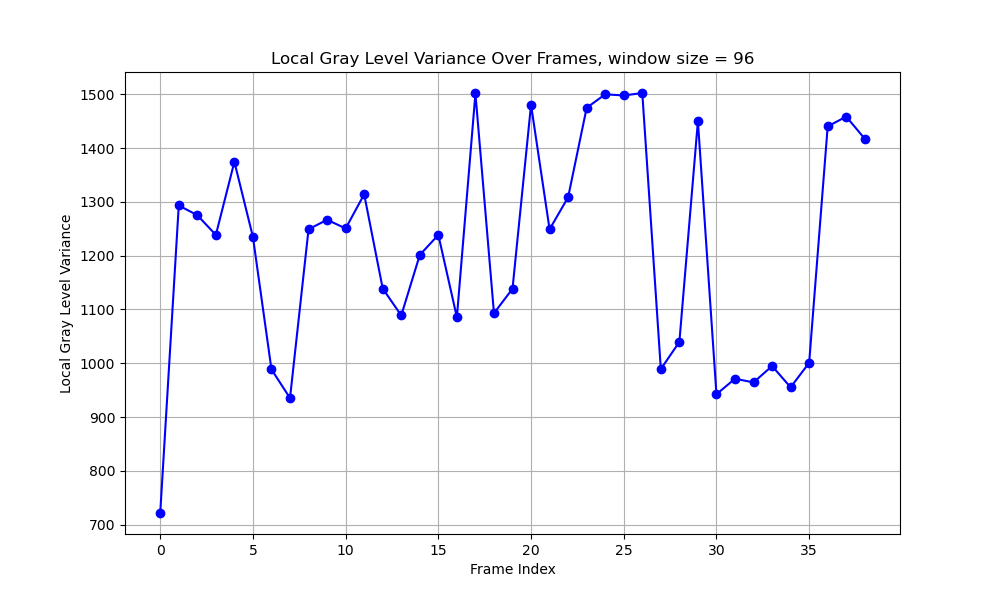 Local Gray Level Variance Over Frames, window size = 96
Local Gray Level Variance
1500
1400
1300
1200
1100
1000
900
800
700
0 5 10 15 20 25 30 35
Frame Index